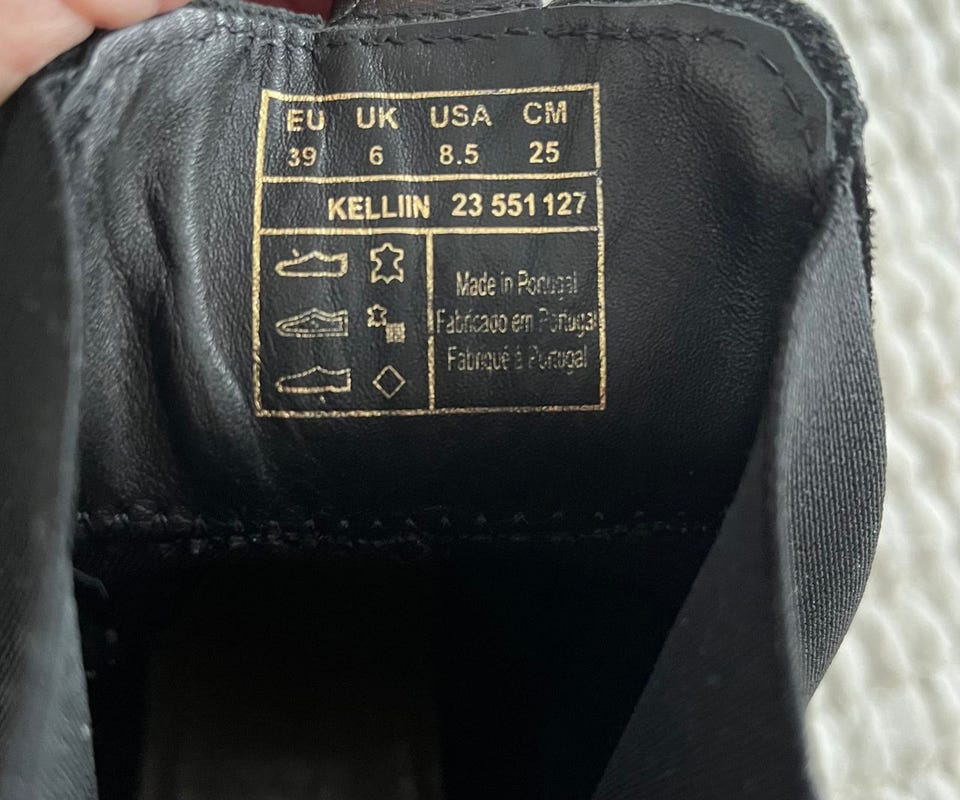 EU UK USA CM
39 6 8.5 25
KELLIIN 23 551 127
Made in Portugal
Fabricado em Portugal
Fabriqué à Portugal